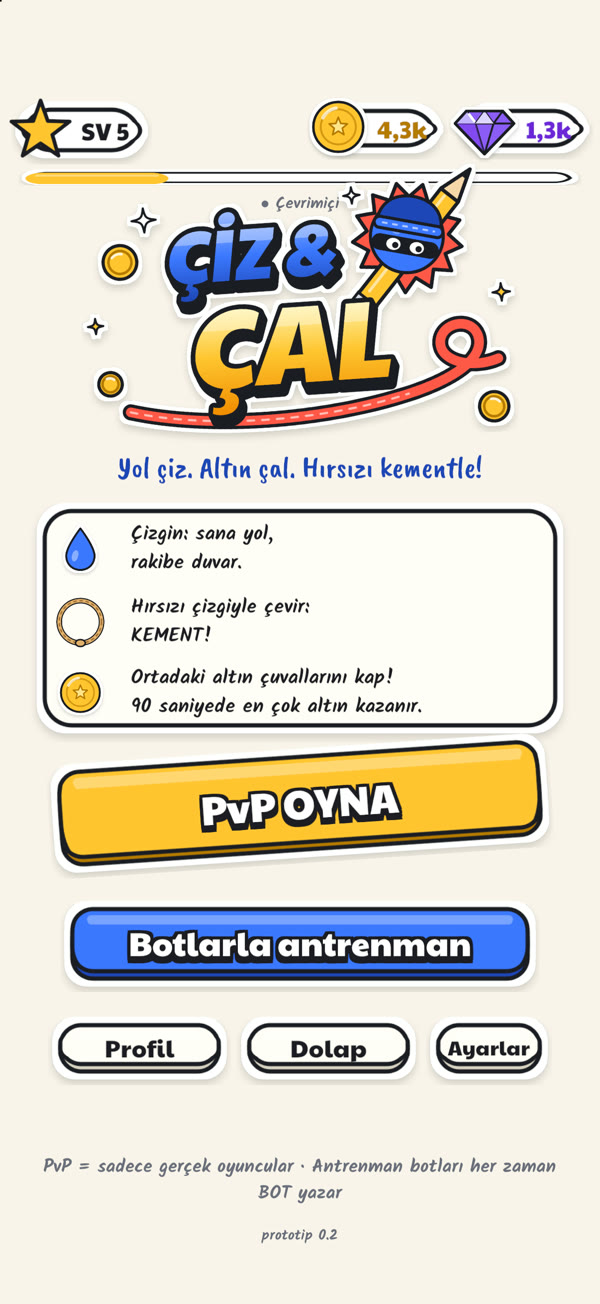 SV 5
4,3k
1,3k
• Çevrimiçi
ÇİZ &
ÇAL
Yol çiz. Altın çal. Hırsızı kementle!
Çizgin: sana yol,
rakibe duvar.
Hırsızı çizgiyle çevir:
KEMENT!
Ortadaki altın çuvallarını kap!
90 saniyede en çok altın kazanır.
PvP OYNA
Botlarla antrenman
Profil
Dolap
Ayarlar
PvP = sadece gerçek oyuncular · Antrenman botları her zaman
BOT yazar
prototip 0.2